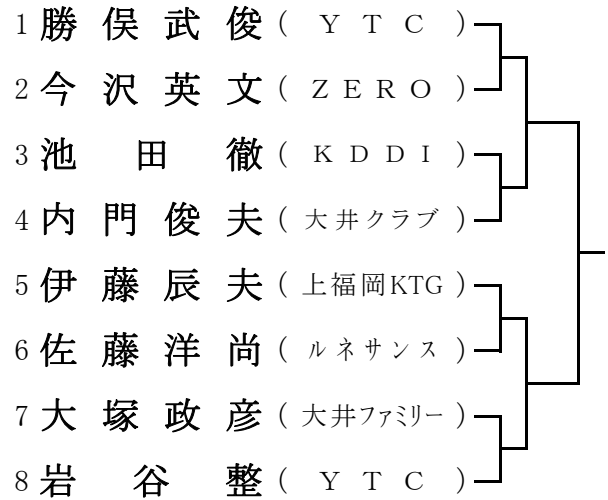 1 勝俣武俊 (YTC)
2 今沢英文 (ZERO)
3 池田徹 (KDDI)
4 内門俊夫 (大井クラブ)
5 伊藤辰夫 (上福岡KTG)
6 佐藤洋尚 (ルネサンス)
7 大塚政彦 (大井ファミリー)
8 岩谷整 (YTC)